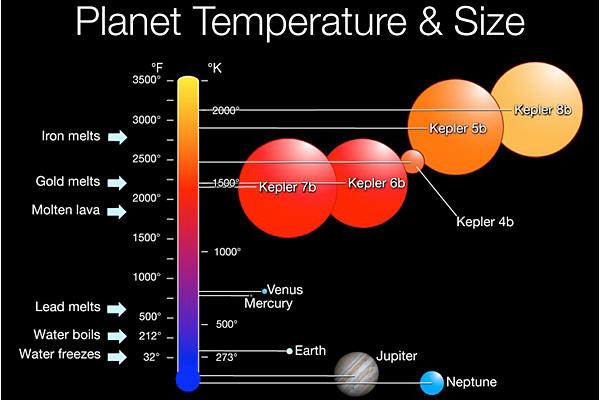 Planet Temperature & Size
°F °K
3500°
2000° Kepler 8b
3000°
Kepler 5b
Iron melts
2500°
Gold melts
1500° Kepler 7b Kepler 6b
2000°
Molten lava
Kepler 4b
1500°
1000°
1000°
Venus
Mercury
Lead melts
500°
500°
Water boils 212°
Earth
Water freezes 32° 273°
Jupiter
Neptune